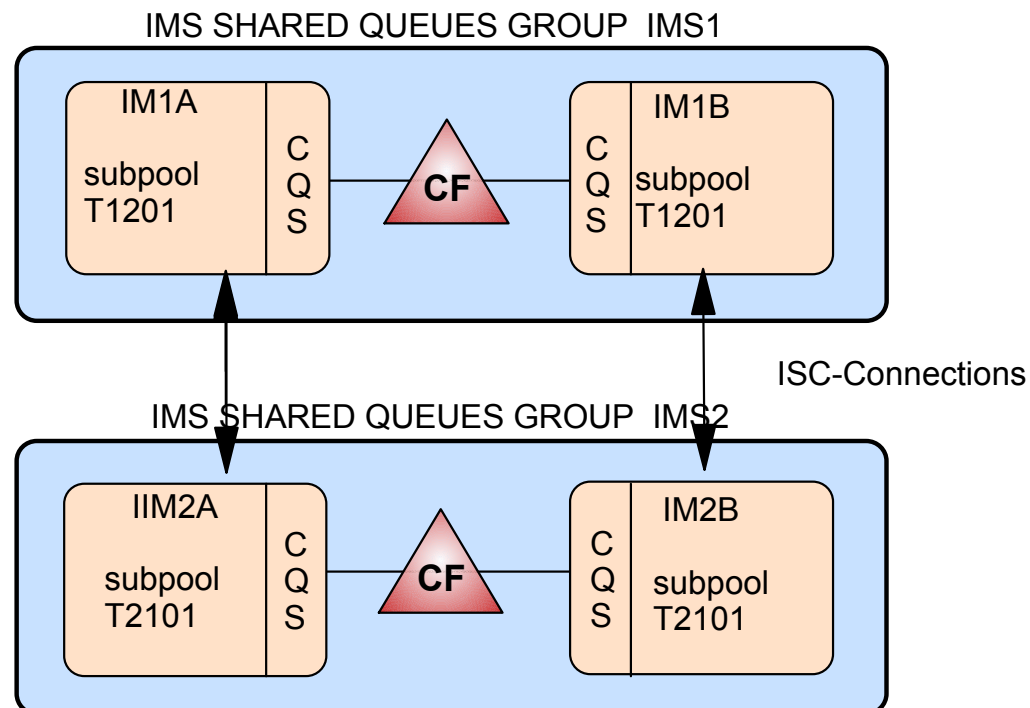 IMS SHARED QUEUES GROUP IMS1
IM1A
subpool
T1201
C
Q
S
CF
C
Q
S
IM1B
subpool
T1201
ISC-Connections
IMS SHARED QUEUES GROUP IMS2
IIM2A
subpool
T2101
C
Q
S
CF
C
Q
S
IM2B
subpool
T2101